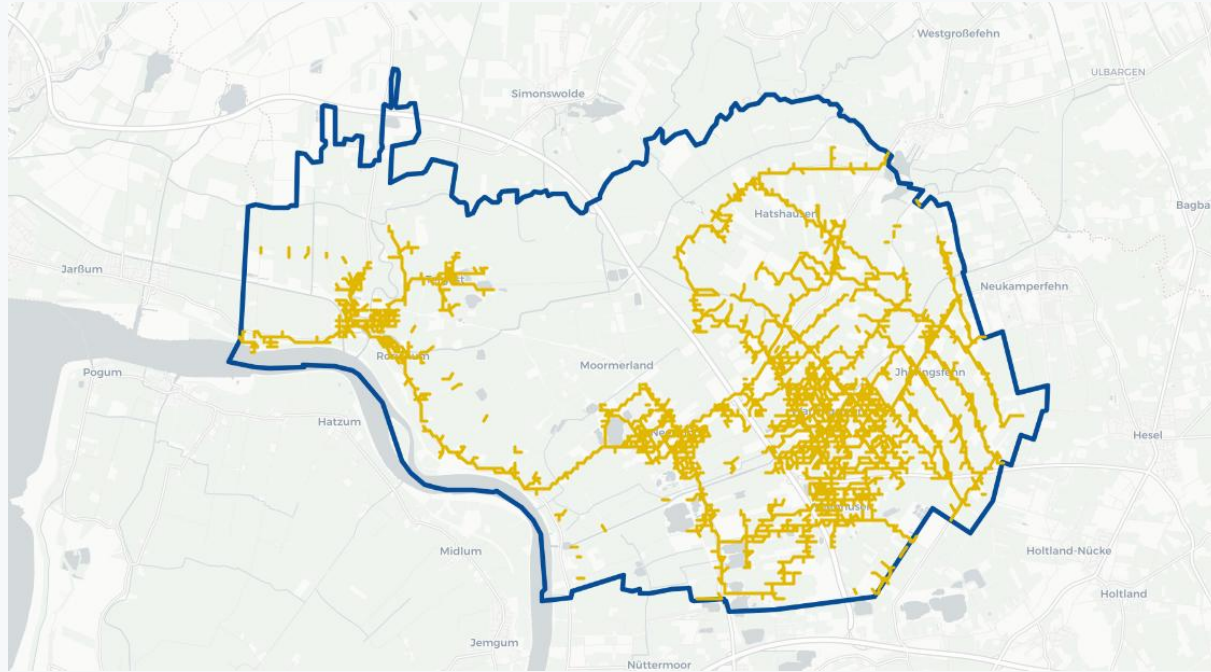 Westgroßefehn
ULBARGEN
Simonswolde
Bagba
Hatshausen
Jarßum
Neukamperfehn
Moormerland
Pogum
Hatzum
Hesel
Midlum
Holtland-Nücke
Holtland
Jemgum
Nüttermoor